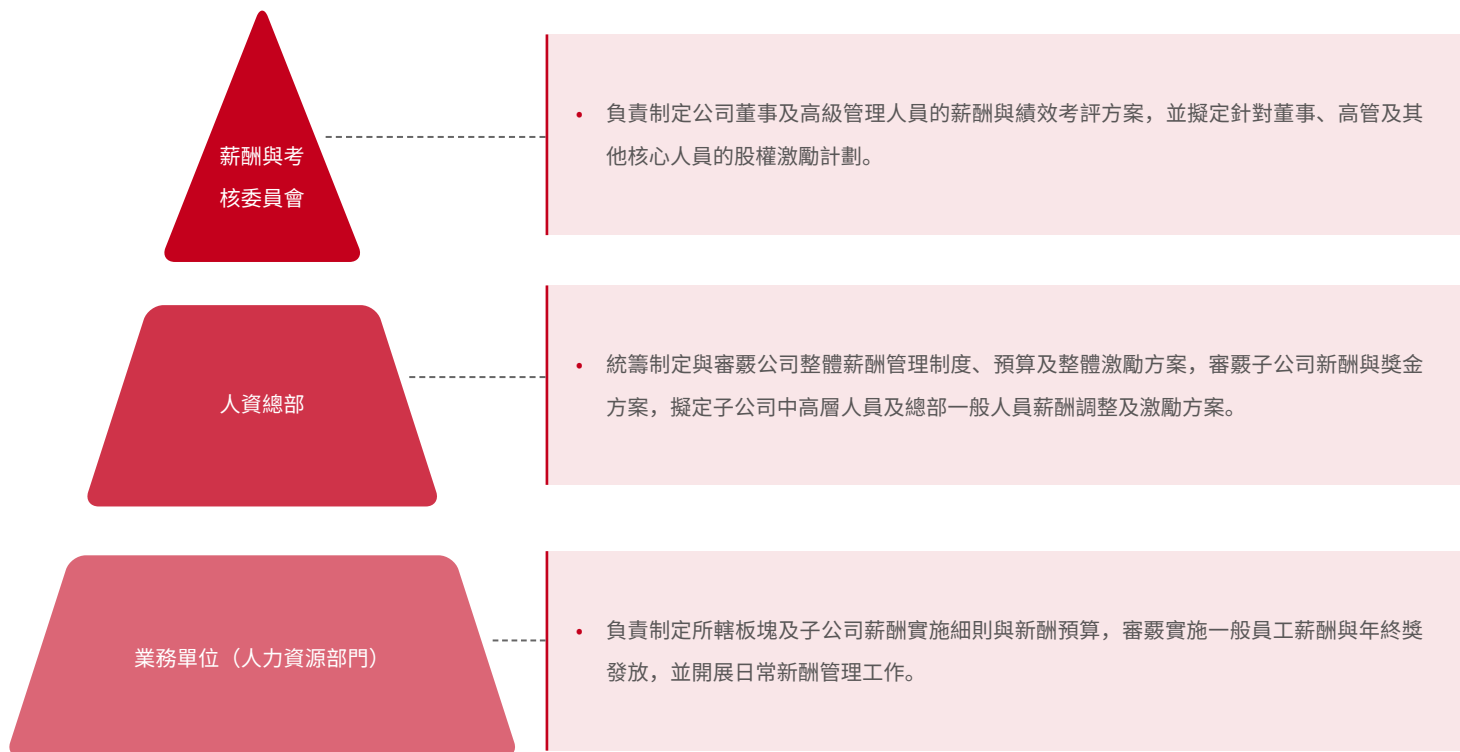 薪酬與考
核委員會
• 負責制定公司董事及高級管理人員的薪酬與績效考評方案，並擬定針對董事、高管及其
他核心人員的股權激勵計劃。
人資總部
• 統籌制定與審覈公司整體薪酬管理制度、預算及整體激勵方案，審覈子公司新酬與獎金
方案，擬定子公司中高層人員及總部一般人員薪酬調整及激勵方案。
業務單位（人力資源部門）
• 負責制定所轄板塊及子公司薪酬實施細則與新酬預算，審覈實施一般員工薪酬與年終獎
發放，並開展日常新酬管理工作。